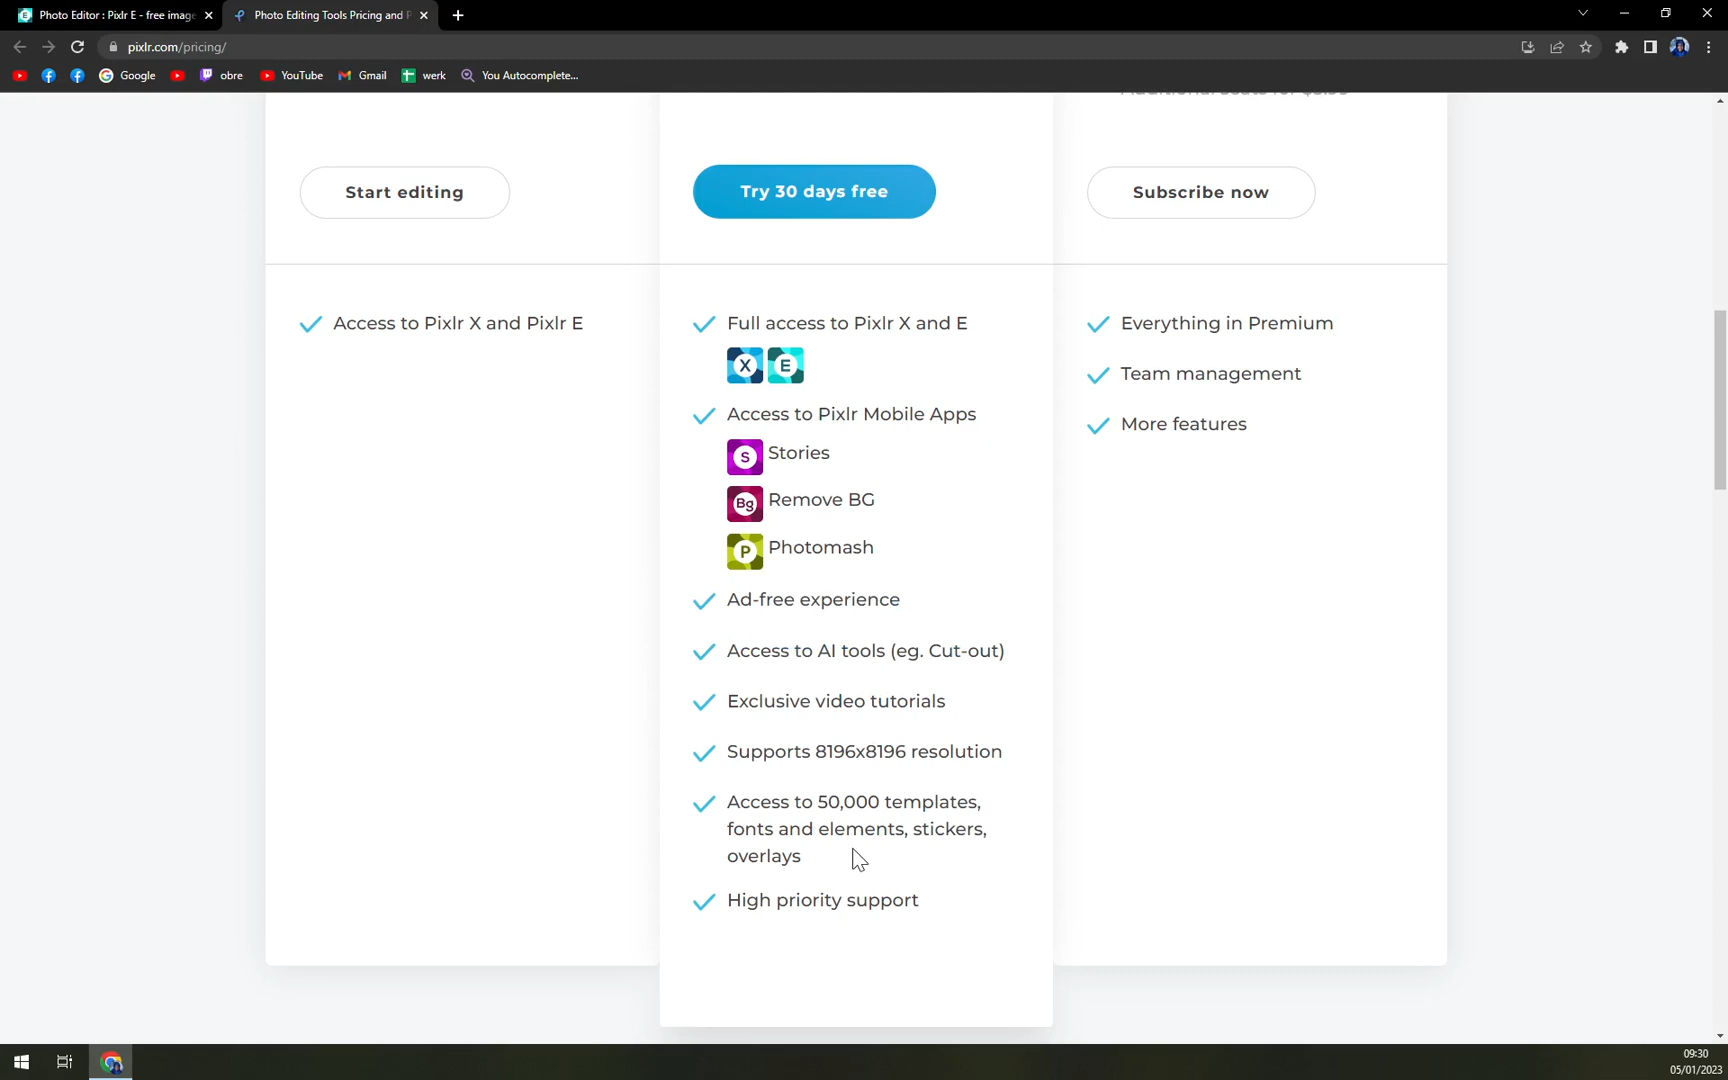 Photo Editor : Pixlr E - free image
Photo Editing Tools Pricing and P
pixlr.com/pricing/
Google
obre
YouTube
Gmail
werk
You Autocomplete...
Start editing
Try 30 days free
Subscribe now
Access to Pixlr X and Pixlr E
Full access to Pixlr X and E
X E
Access to Pixlr Mobile Apps
S Stories
Bg Remove BG
P Photomash
Ad-free experience
Access to AI tools (eg. Cut-out)
Exclusive video tutorials
Supports 8196x8196 resolution
Access to 50,000 templates,
fonts and elements, stickers,
overlays
High priority support
Everything in Premium
Team management
More features
09:30
05/01/2023